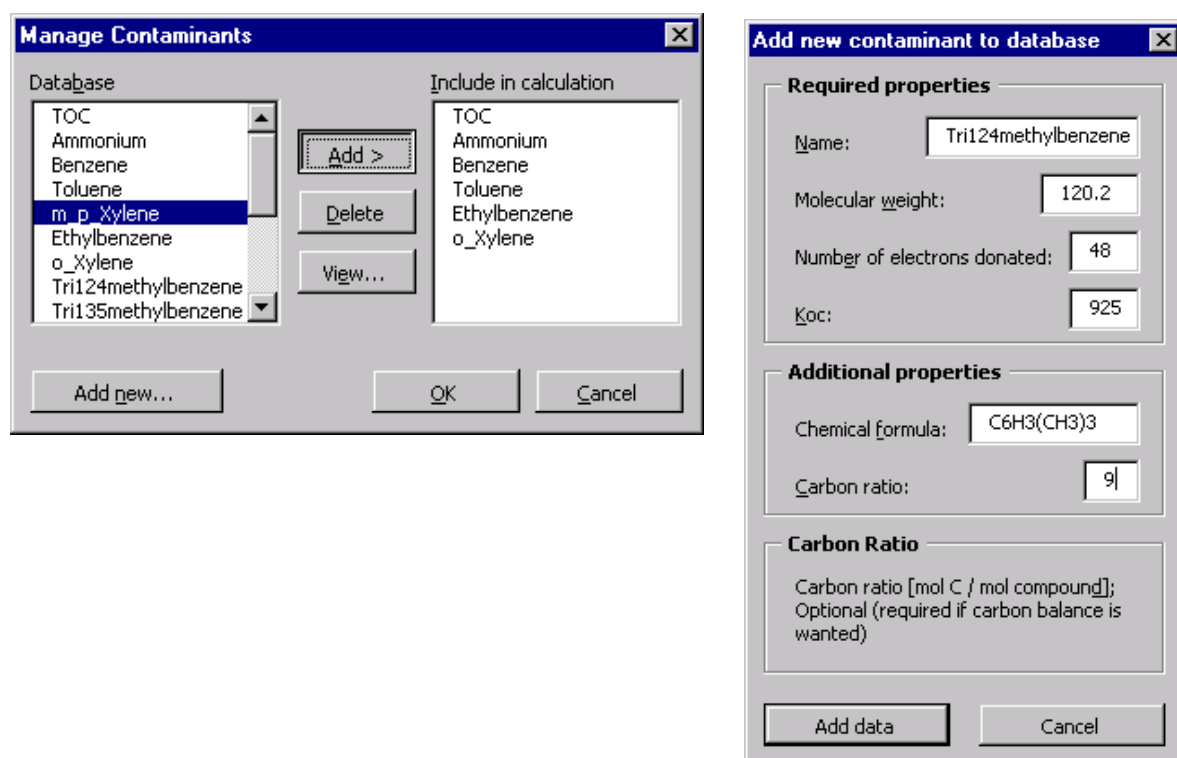 Manage Contaminants
Database
Include in calculation
TOC
Ammonium
Benzene
Toluene
m_p_Xylene
Ethylbenzene
o_Xylene
Tri124methylbenzene
Tri135methylbenzene
Add >
Delete
View...
TOC
Ammonium
Benzene
Toluene
Ethylbenzene
o_Xylene
Add new...
OK
Cancel
Add new contaminant to database
Required properties
Name: Tri124methylbenzene
Molecular weight: 120.2
Number of electrons donated: 48
Koc: 925
Additional properties
Chemical formula: C6H3(CH3)3
Carbon ratio: 9
Carbon Ratio
Carbon ratio [mol C / mol compound];
Optional (required if carbon balance is
wanted)
Add data
Cancel